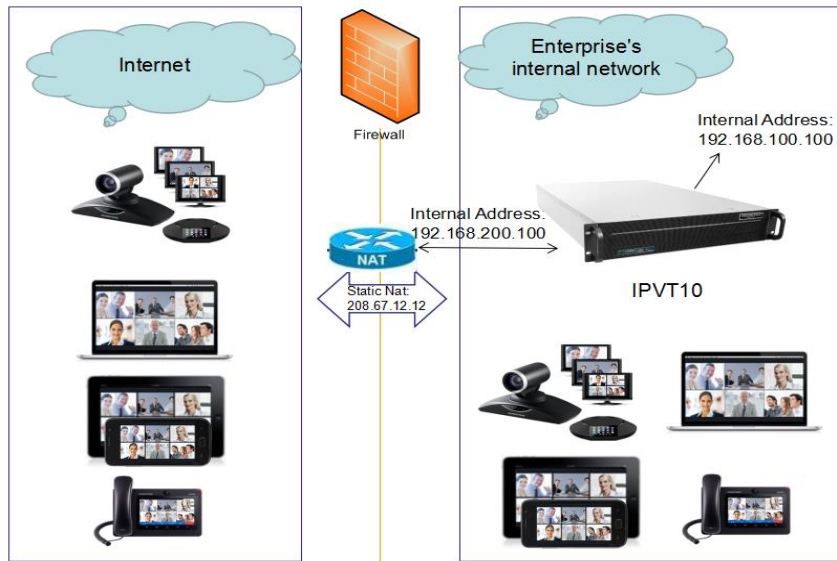 Internet
Firewall
Enterprise's
internal network
Internal Address:
192.168.100.100
Internal Address:
192.168.200.100
NAT
Static Nat:
208.67.12.12
IPVT10